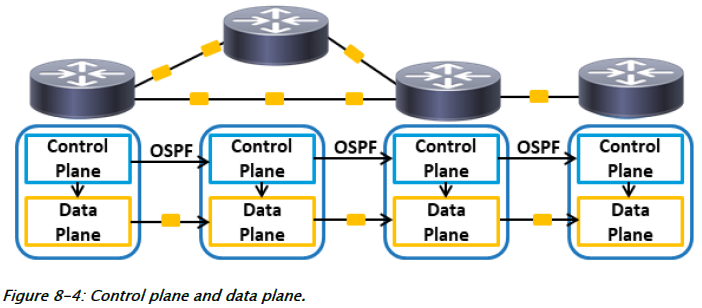 Control Plane
OSPF
Control Plane
OSPF
Control Plane
OSPF
Control Plane
Data Plane
Data Plane
Data Plane
Data Plane
Figure 8-4: Control plane and data plane.